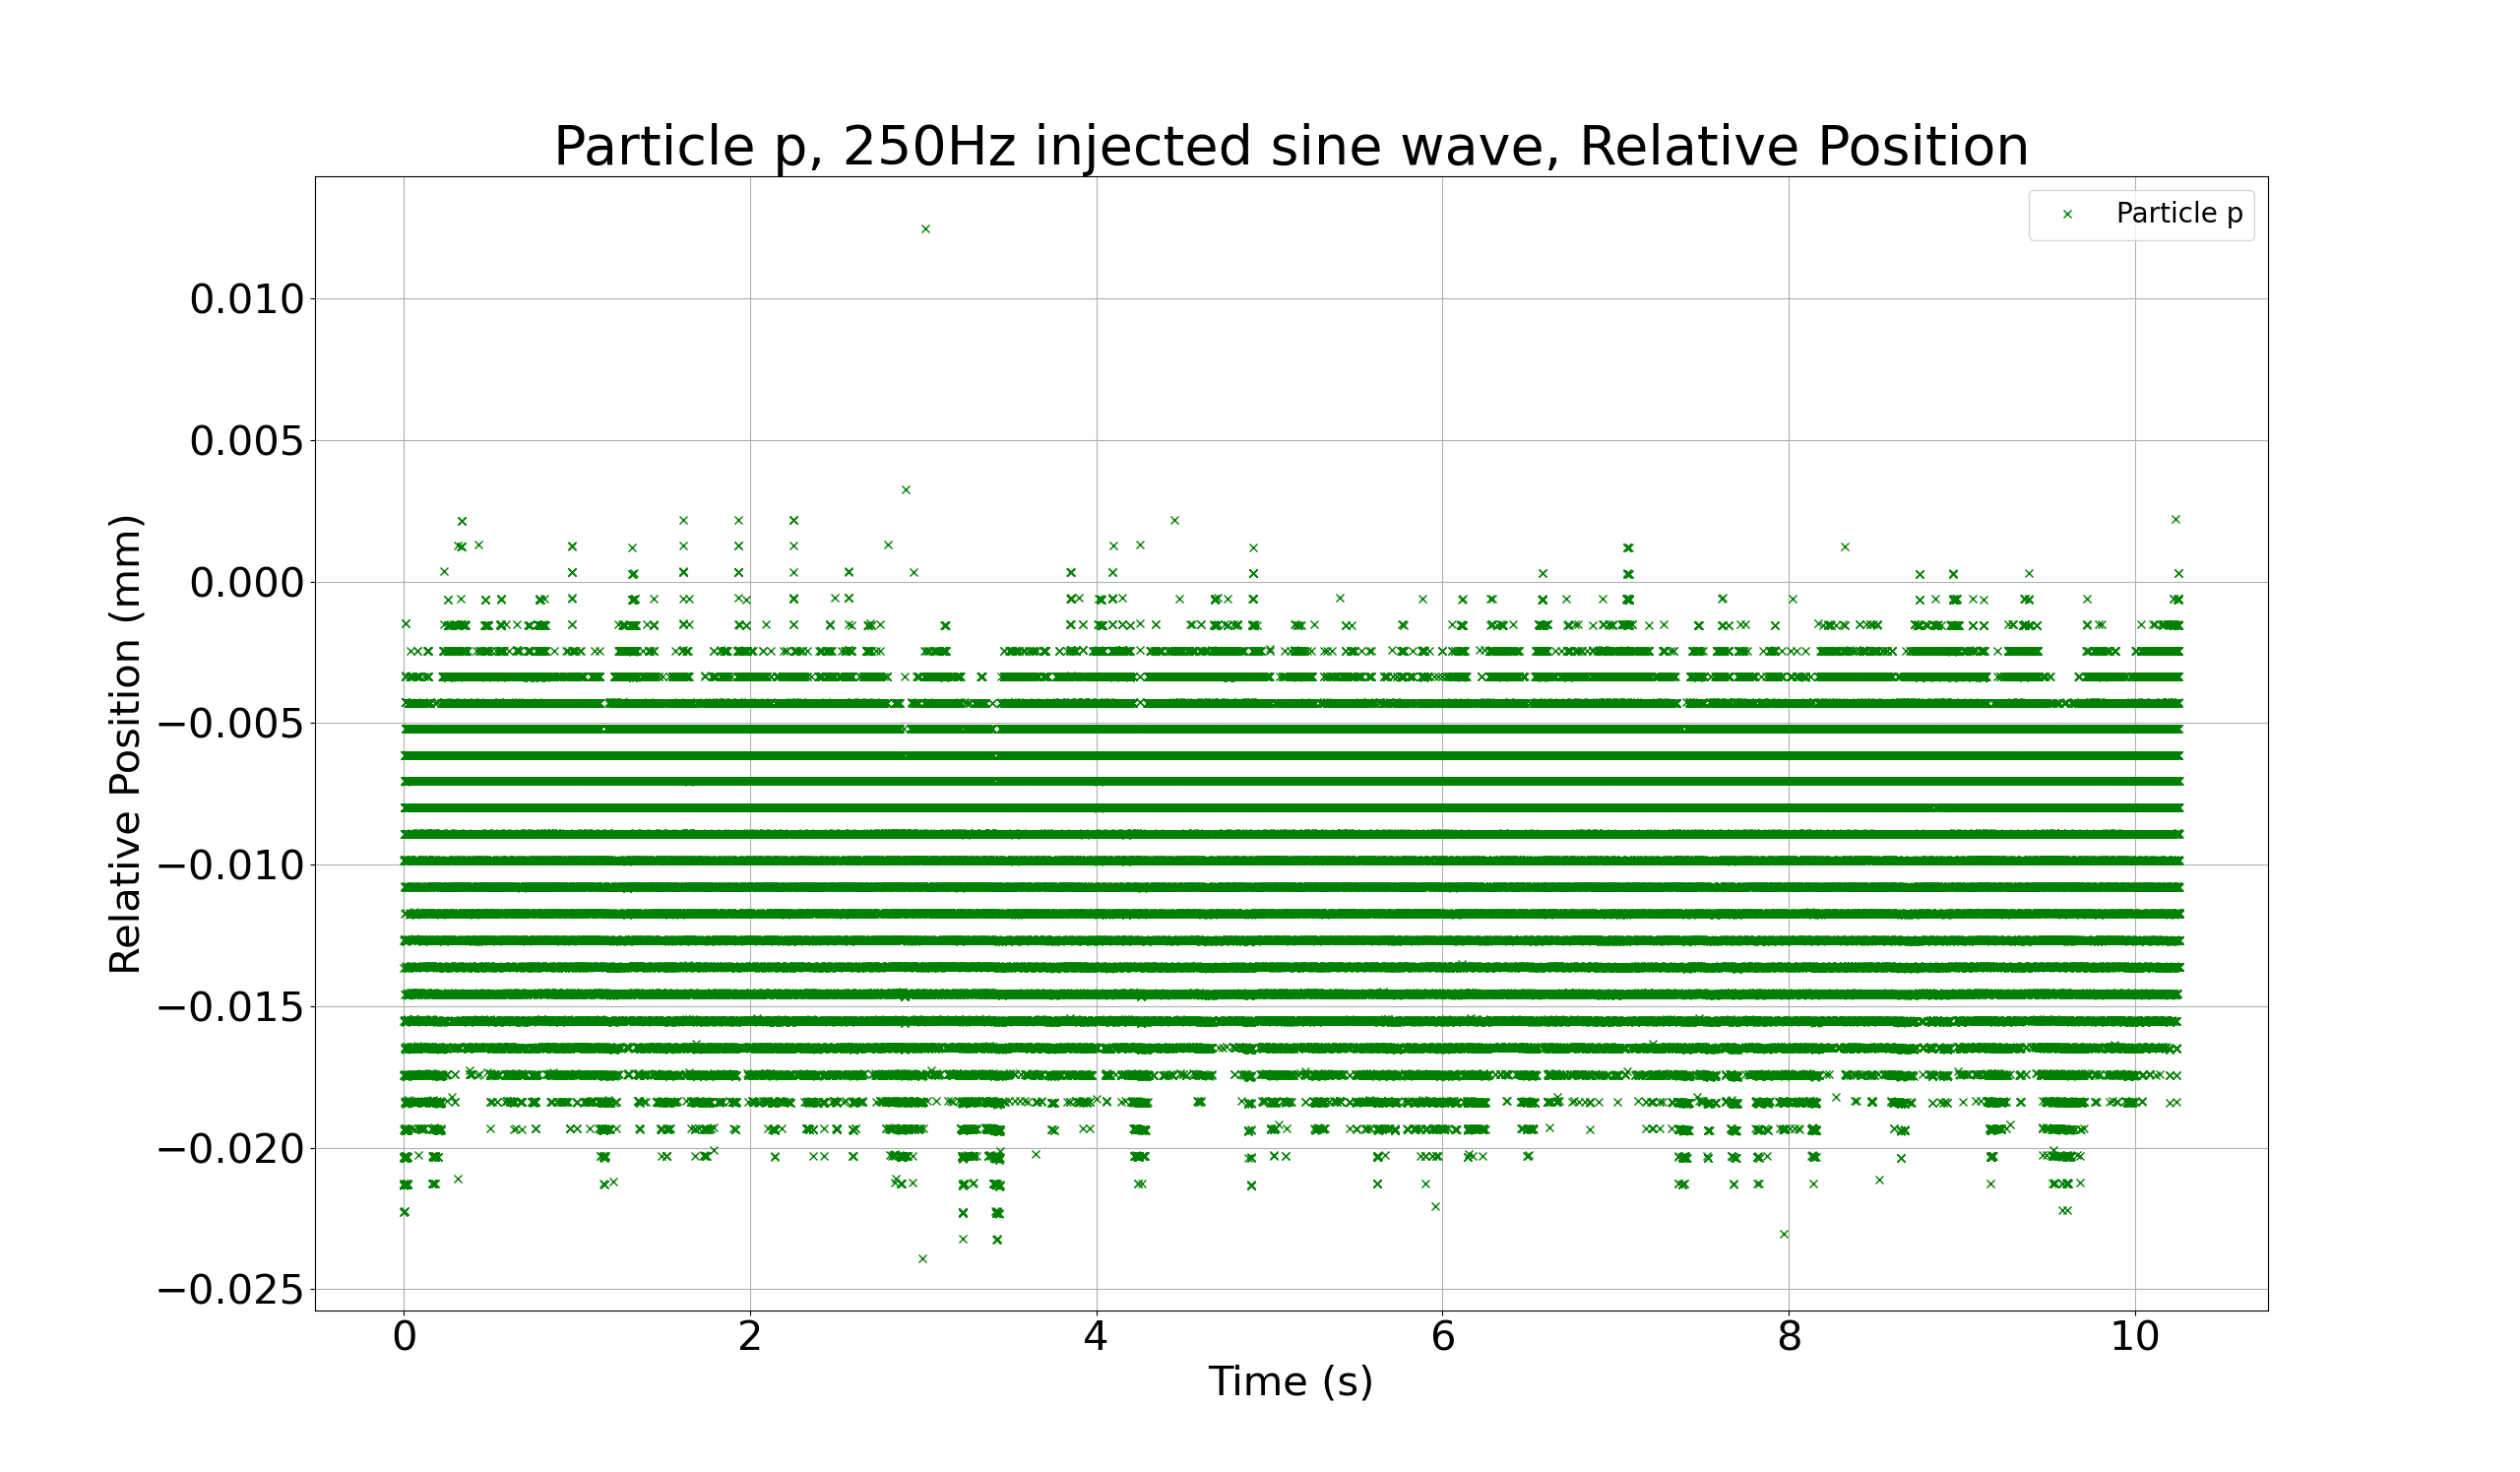 Particle p, 250Hz injected sine wave, Relative Position
Particle p
Relative Position (mm)
0.010
0.005
0.000
−0.005
−0.010
−0.015
−0.020
−0.025
0 2 4 6 8 10
Time (s)